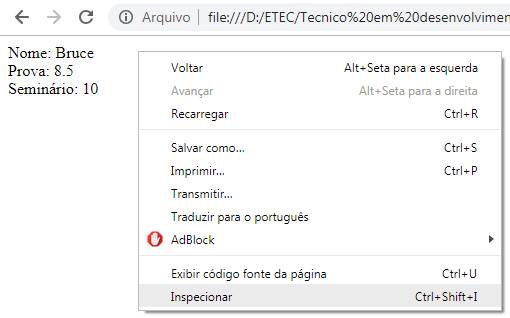 Arquivo | file:///D:/ETEC/Tecnico%20em%20desenvolvimen
Nome: Bruce
Prova: 8.5
Seminário: 10
Voltar Alt+Seta para a esquerda
Avançar Alt+Seta para a direita
Recarregar Ctrl+R
Salvar como... Ctrl+S
Imprimir... Ctrl+P
Transmitir...
Traduzir para o português
AdBlock
Exibir código fonte da página Ctrl+U
Inspecionar Ctrl+Shift+I